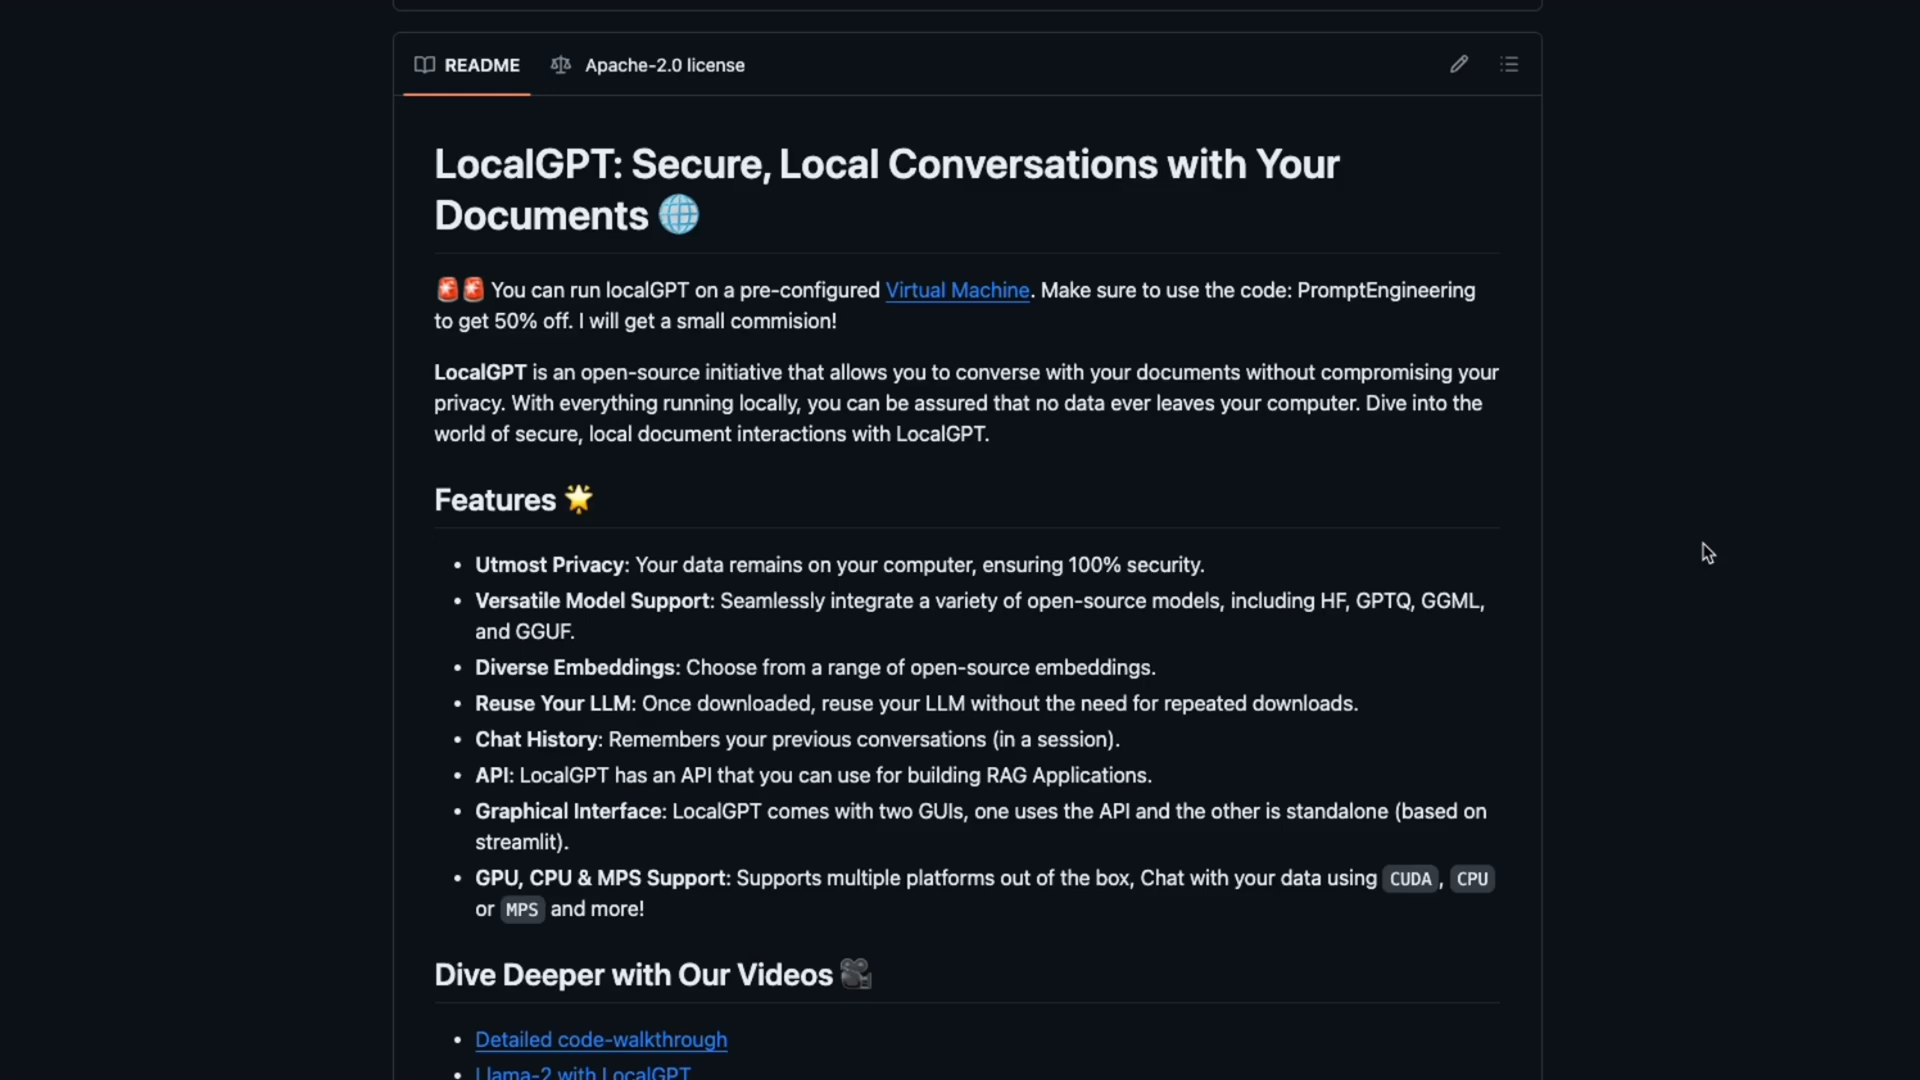 README
Apache-2.0 license
LocalGPT: Secure, Local Conversations with Your
Documents 🌐
🚨🚨 You can run localGPT on a pre-configured Virtual Machine. Make sure to use the code: PromptEngineering
to get 50% off. I will get a small commision!
LocalGPT is an open-source initiative that allows you to converse with your documents without compromising your
privacy. With everything running locally, you can be assured that no data ever leaves your computer. Dive into the
world of secure, local document interactions with LocalGPT.
Features 🌟
• Utmost Privacy: Your data remains on your computer, ensuring 100% security.
• Versatile Model Support: Seamlessly integrate a variety of open-source models, including HF, GPTQ, GGML,
and GGUF.
• Diverse Embeddings: Choose from a range of open-source embeddings.
• Reuse Your LLM: Once downloaded, reuse your LLM without the need for repeated downloads.
• Chat History: Remembers your previous conversations (in a session).
• API: LocalGPT has an API that you can use for building RAG Applications.
• Graphical Interface: LocalGPT comes with two GUIs, one uses the API and the other is standalone (based on
streamlit).
• GPU, CPU & MPS Support: Supports multiple platforms out of the box, Chat with your data using CUDA, CPU
or MPS and more!
Dive Deeper with Our Videos 🎥
• Detailed code-walkthrough
• Llama-2 with LocalGPT